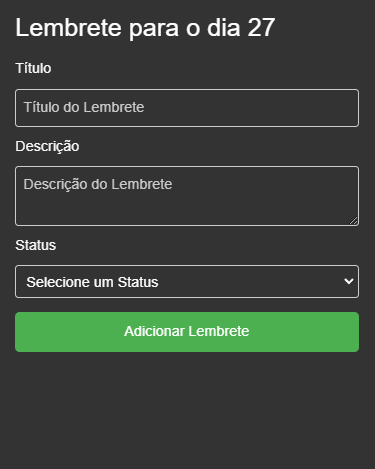 Lembrete para o dia 27
Título
Título do Lembrete
Descrição
Descrição do Lembrete
Status
Selecione um Status
Adicionar Lembrete